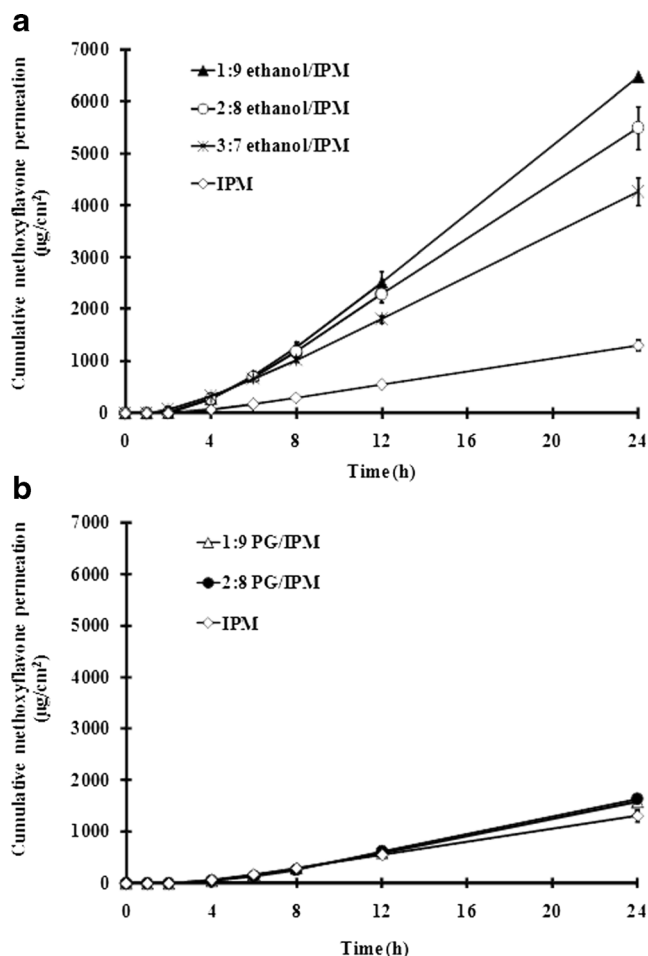 a
7000
6000
5000
4000
3000
2000
1000
0
Cumulative methoxyflavone permeation
(µg/cm²)
1:9 ethanol/IPM
2:8 ethanol/IPM
3:7 ethanol/IPM
IPM
0 4 8 12 16 20 24
Time (h)
b
7000
6000
5000
4000
3000
2000
1000
0
Cumulative methoxyflavone permeation
(µg/cm²)
1:9 PG/IPM
2:8 PG/IPM
IPM
0 4 8 12 16 20 24
Time (h)